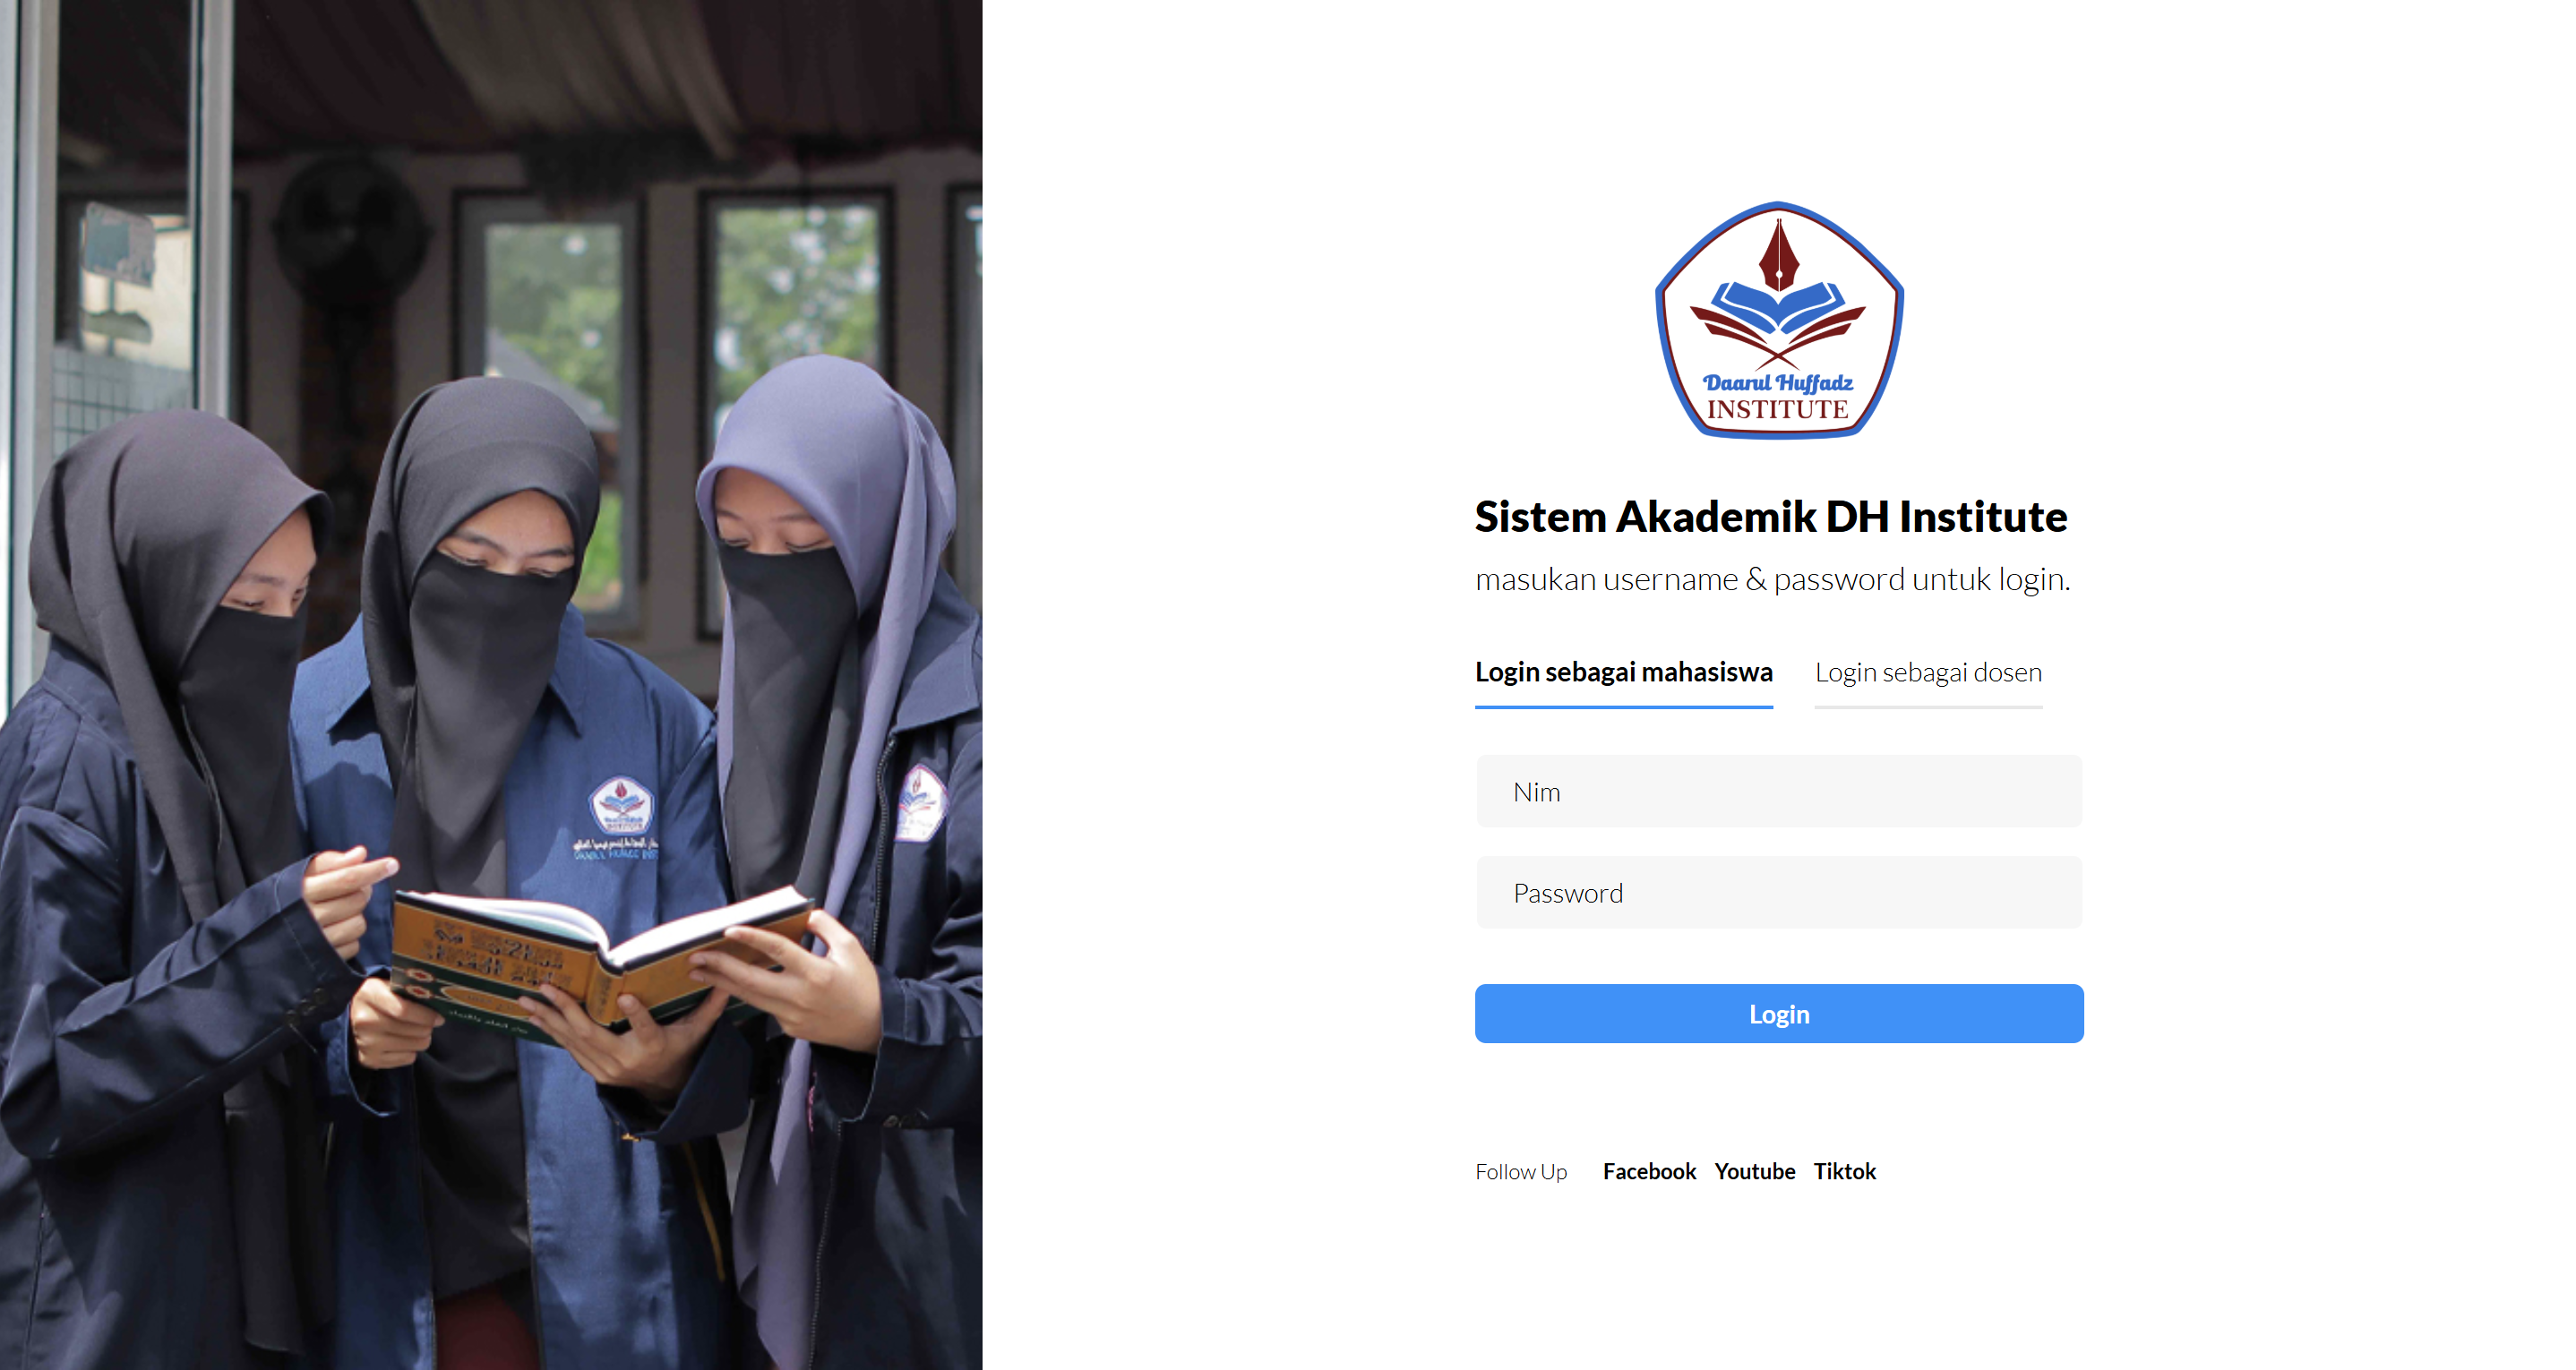 Daarul Huffadz
INSTITUTE
Sistem Akademik DH Institute
masukan username & password untuk login.
Login sebagai mahasiswa
Login sebagai dosen
Nim
Password
Login
Follow Up Facebook Youtube Tiktok